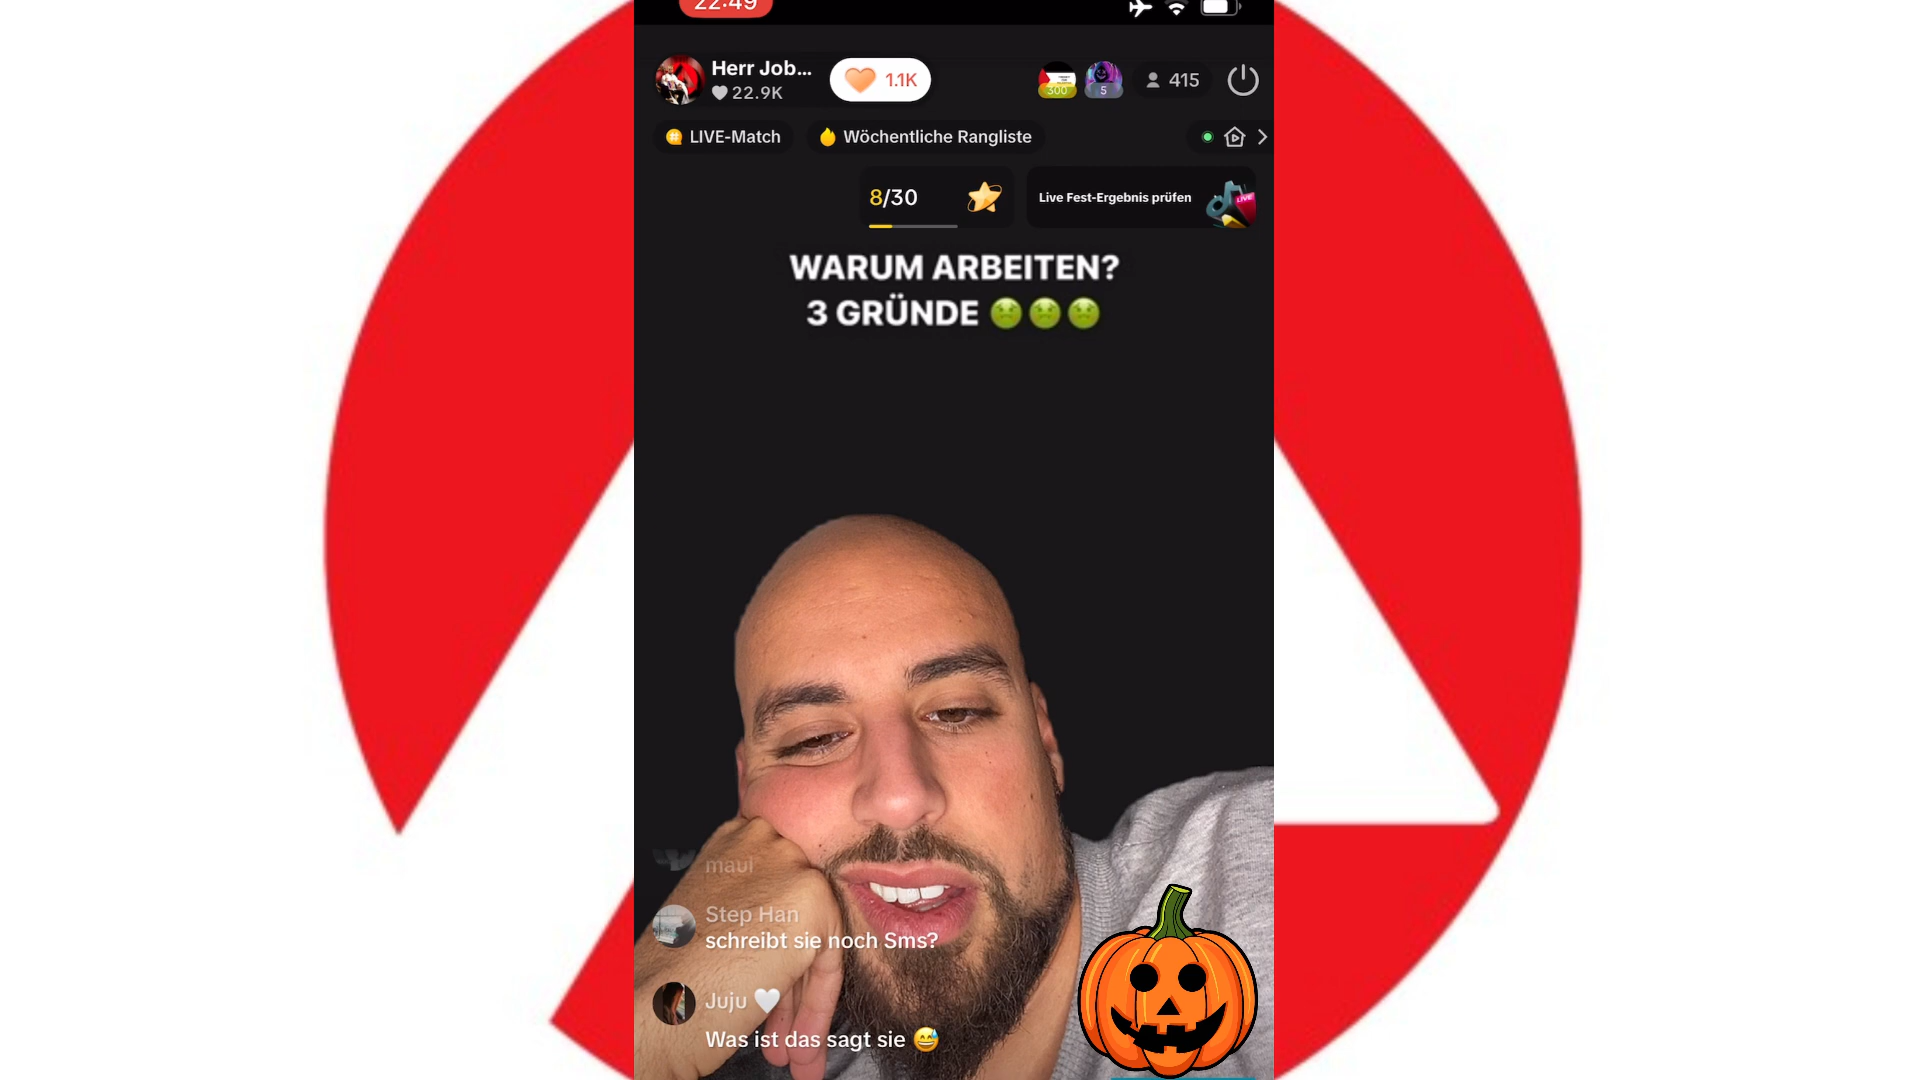 22:49
Herr Job...
22.9K
1.1K
300
5
415
LIVE-Match
Wöchentliche Rangliste
8/30
Live Fest-Ergebnis prüfen
LIVE
WARUM ARBEITEN?
3 GRÜNDE 🤢🤢🤢
maul
Step Han
schreibt sie noch Sms?
Juju 🤍
Was ist das sagt sie 😅